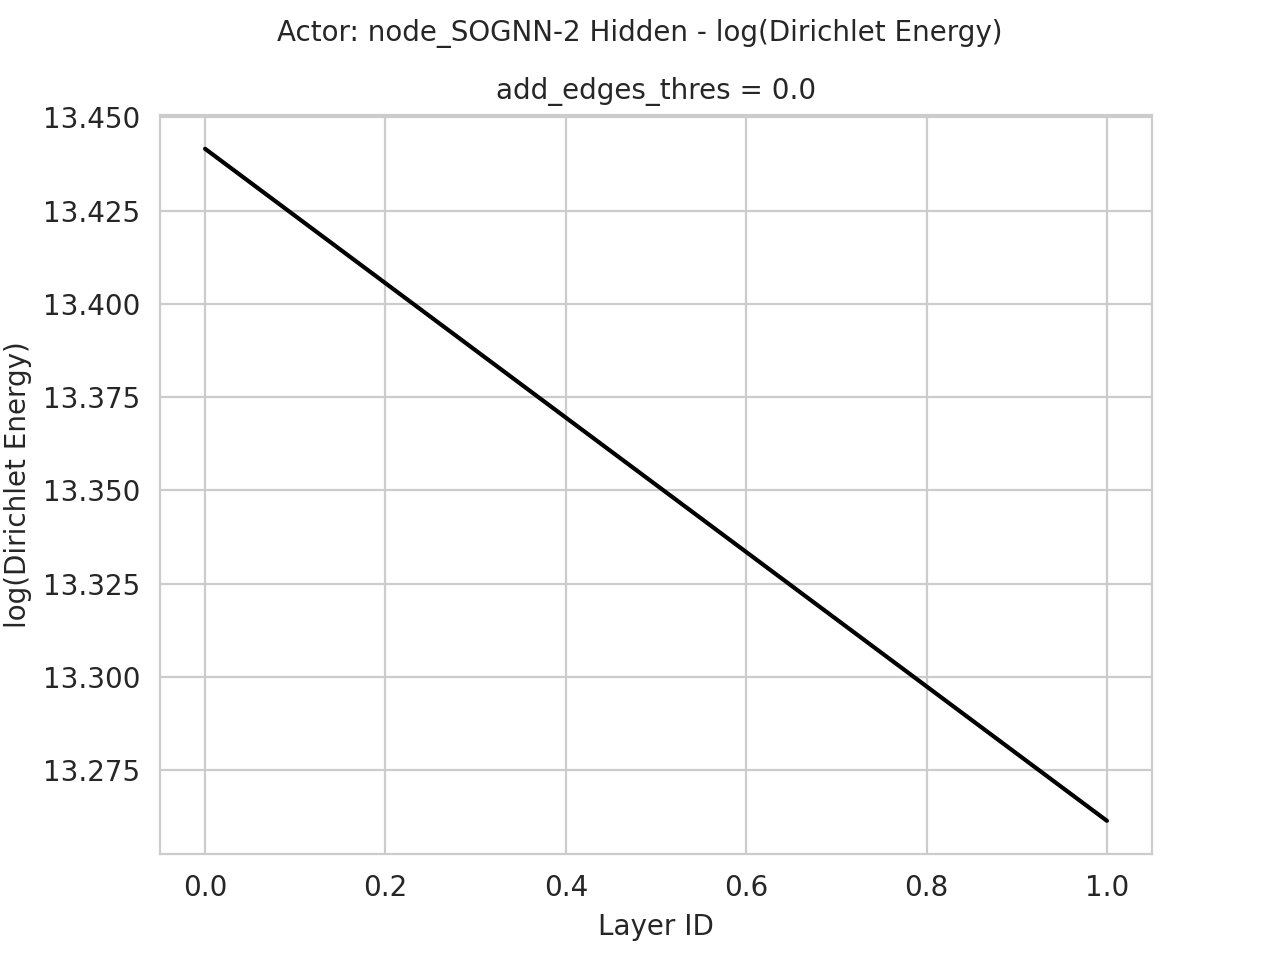 Actor: node_SOGNN-2 Hidden - log(Dirichlet Energy)
add_edges_thres = 0.0
log(Dirichlet Energy)
13.450
13.425
13.400
13.375
13.350
13.325
13.300
13.275
0.0 0.2 0.4 0.6 0.8 1.0
Layer ID